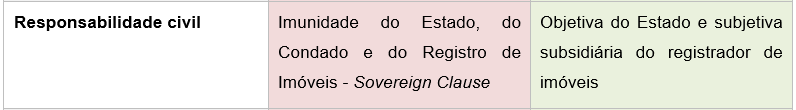 Responsabilidade civil
Imunidade do Estado, do
Condado e do Registro de
Imóveis - Sovereign Clause
Objetiva do Estado e subjetiva
subsidiária do registrador de
imóveis